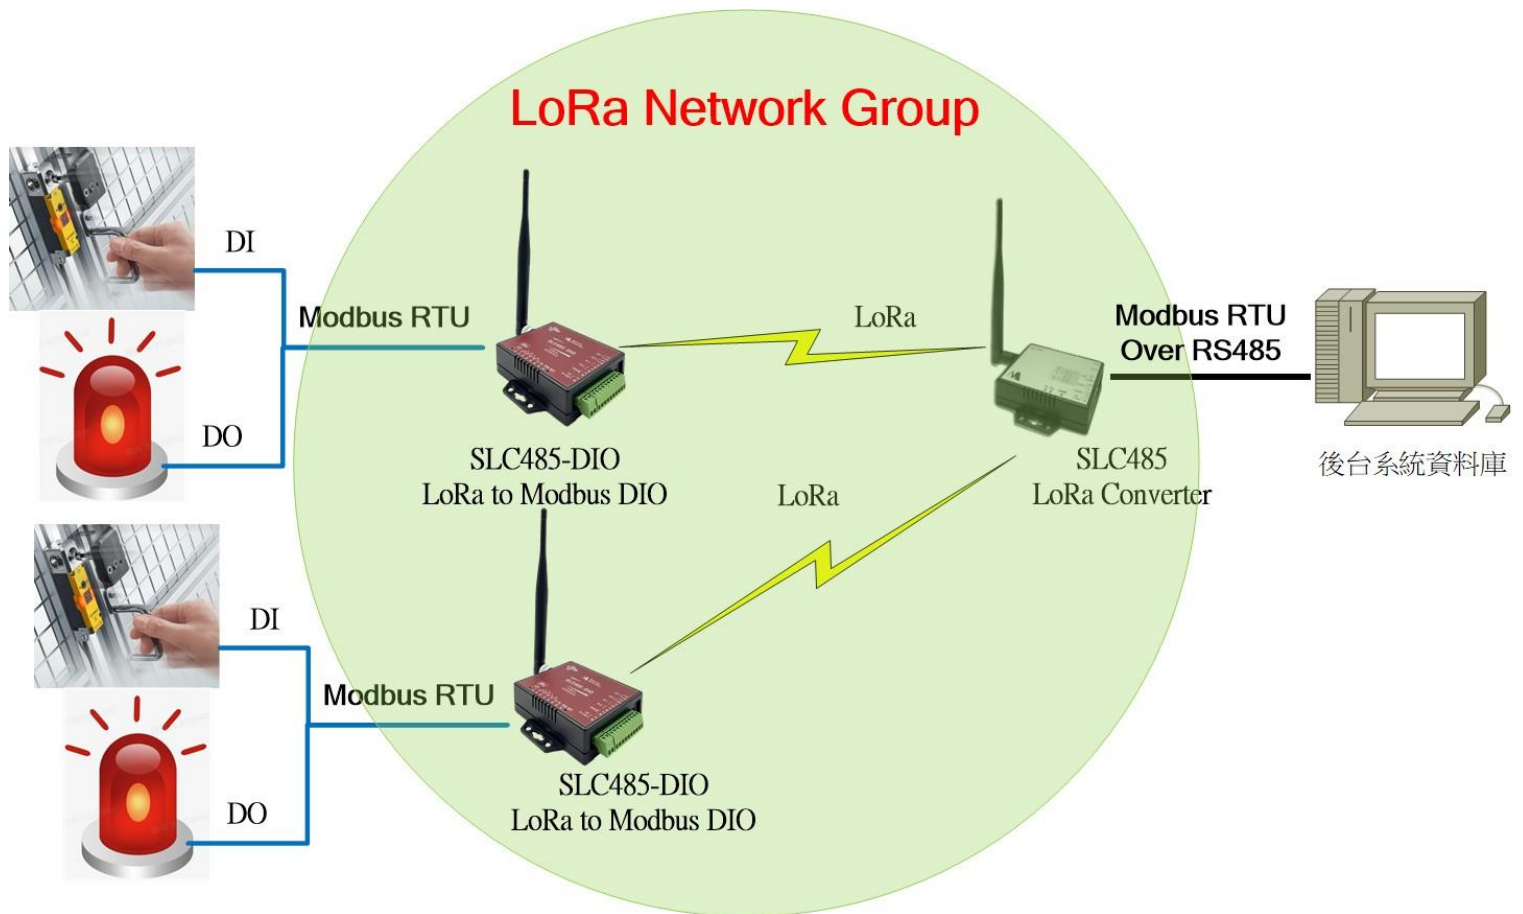 LoRa Network Group
DI
Modbus RTU
DO
LoRa
Modbus RTU
Over RS485
SLC485-DIO
LoRa to Modbus DIO
SLC485
LoRa Converter
後台系統資料庫
LoRa
DI
Modbus RTU
DO
SLC485-DIO
LoRa to Modbus DIO